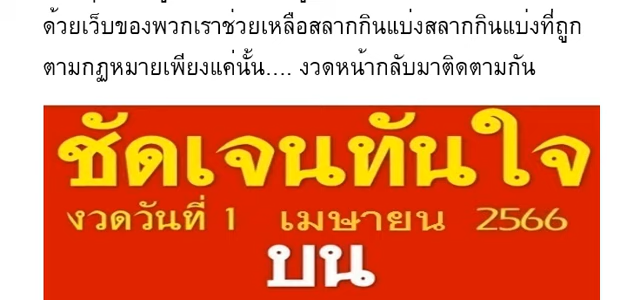 ด้วยเว็บของพวกเราช่วยเหลือสลากกินแบ่งสลากกินแบ่งที่ถูก
ตามกฏหมายเพียงแค่นั้น.... งวดหน้ากลับมาติดตามกัน
ชัดเจนทันใจ
งวดวันที่ 1 เมษายน 2566
บน